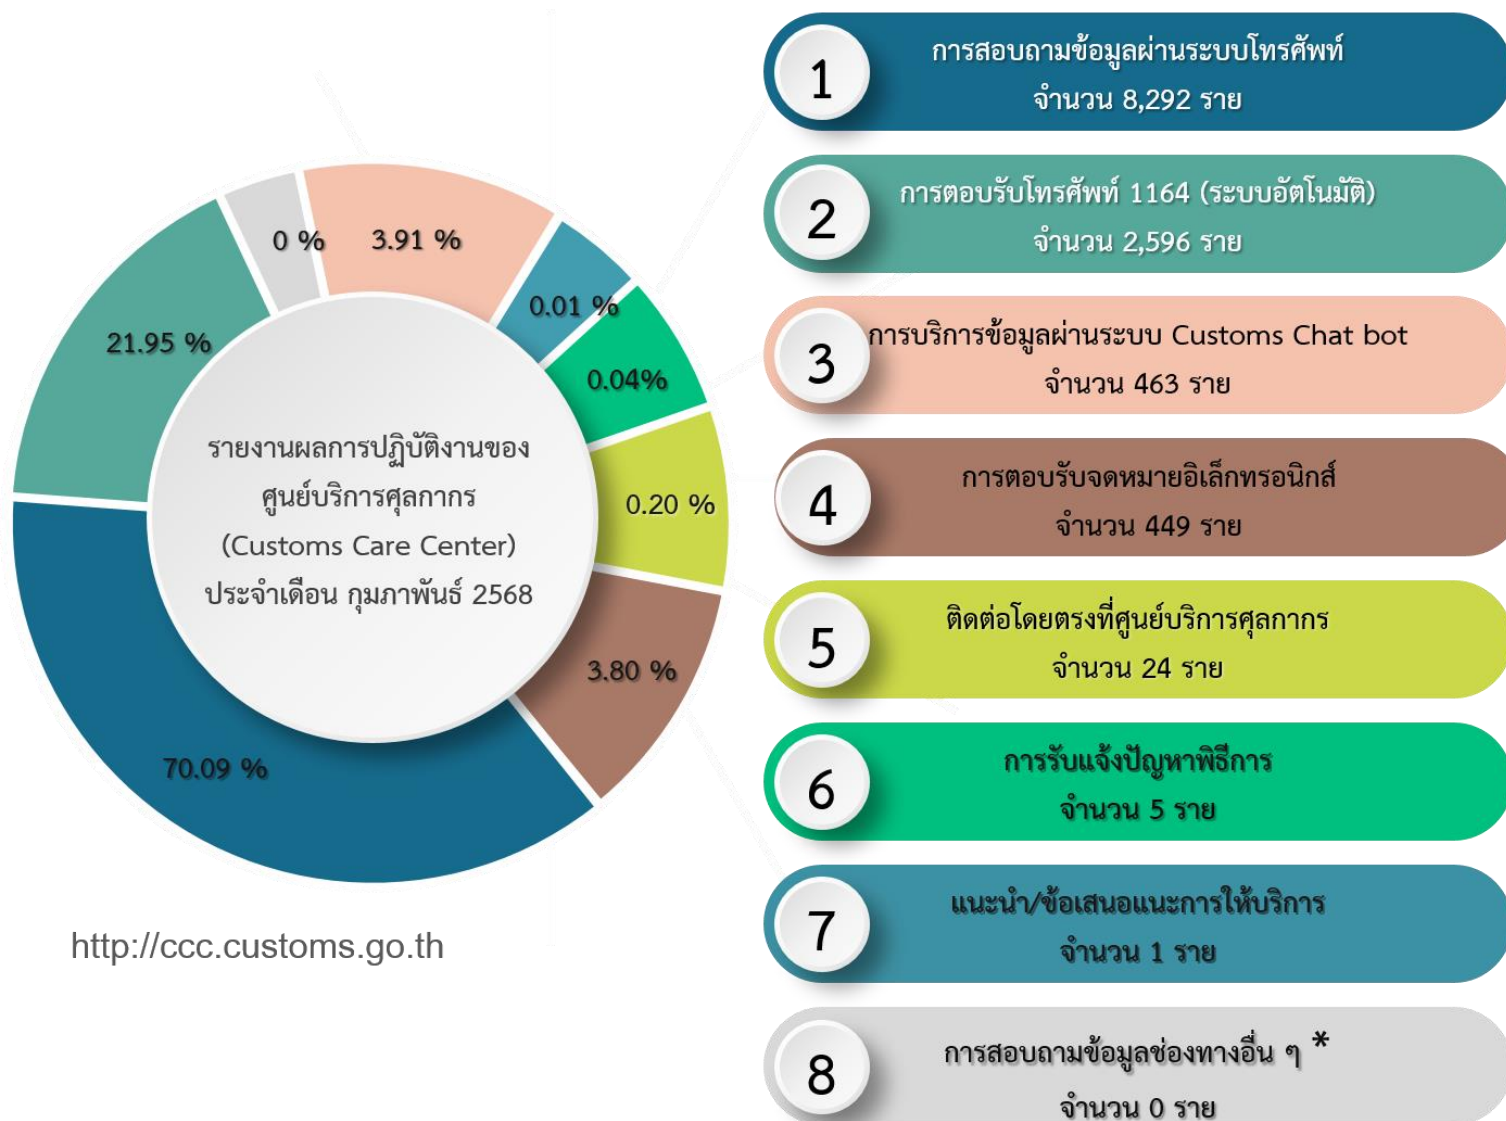 1
การสอบถามข้อมูลผ่านระบบโทรศัพท์
จำนวน 8,292 ราย
2
การตอบรับโทรศัพท์ 1164 (ระบบอัตโนมัติ)
จำนวน 2,596 ราย
3
การบริการข้อมูลผ่านระบบ Customs Chat bot
จำนวน 463 ราย
4
การตอบรับจดหมายอิเล็กทรอนิกส์
จำนวน 449 ราย
5
ติดต่อโดยตรงที่ศูนย์บริการศุลกากร
จำนวน 24 ราย
6
การรับแจ้งปัญหาพิธีการ
จำนวน 5 ราย
7
แนะนำ/ข้อเสนอแนะการให้บริการ
จำนวน 1 ราย
8
การสอบถามข้อมูลช่องทางอื่น ๆ *
จำนวน 0 ราย
0 %
3.91 %
0.01 %
21.95 %
0.04%
0.20 %
3.80 %
70.09 %
รายงานผลการปฏิบัติงานของ
ศูนย์บริการศุลกากร
(Customs Care Center)
ประจำเดือน กุมภาพันธ์ 2568
http://ccc.customs.go.th